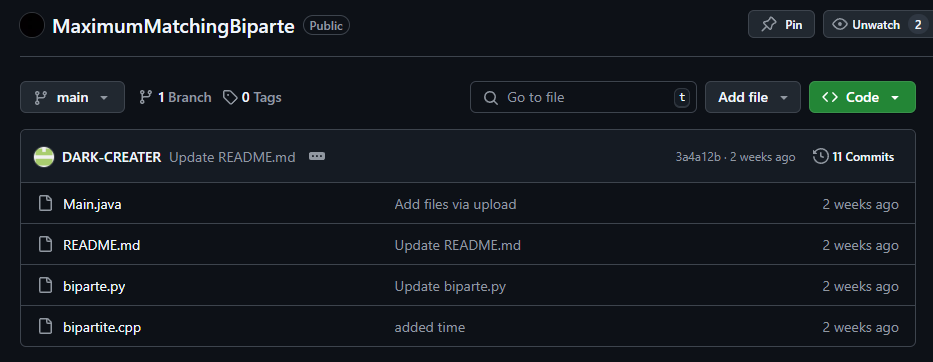 MaximumMatchingBiparte Public Pin Unwatch 2
main 1 Branch 0 Tags Go to file t Add file Code
DARK-CREATER Update README.md 3a4a12b · 2 weeks ago 11 Commits
Main.java Add files via upload 2 weeks ago
README.md Update README.md 2 weeks ago
biparte.py Update biparte.py 2 weeks ago
bipartite.cpp added time 2 weeks ago